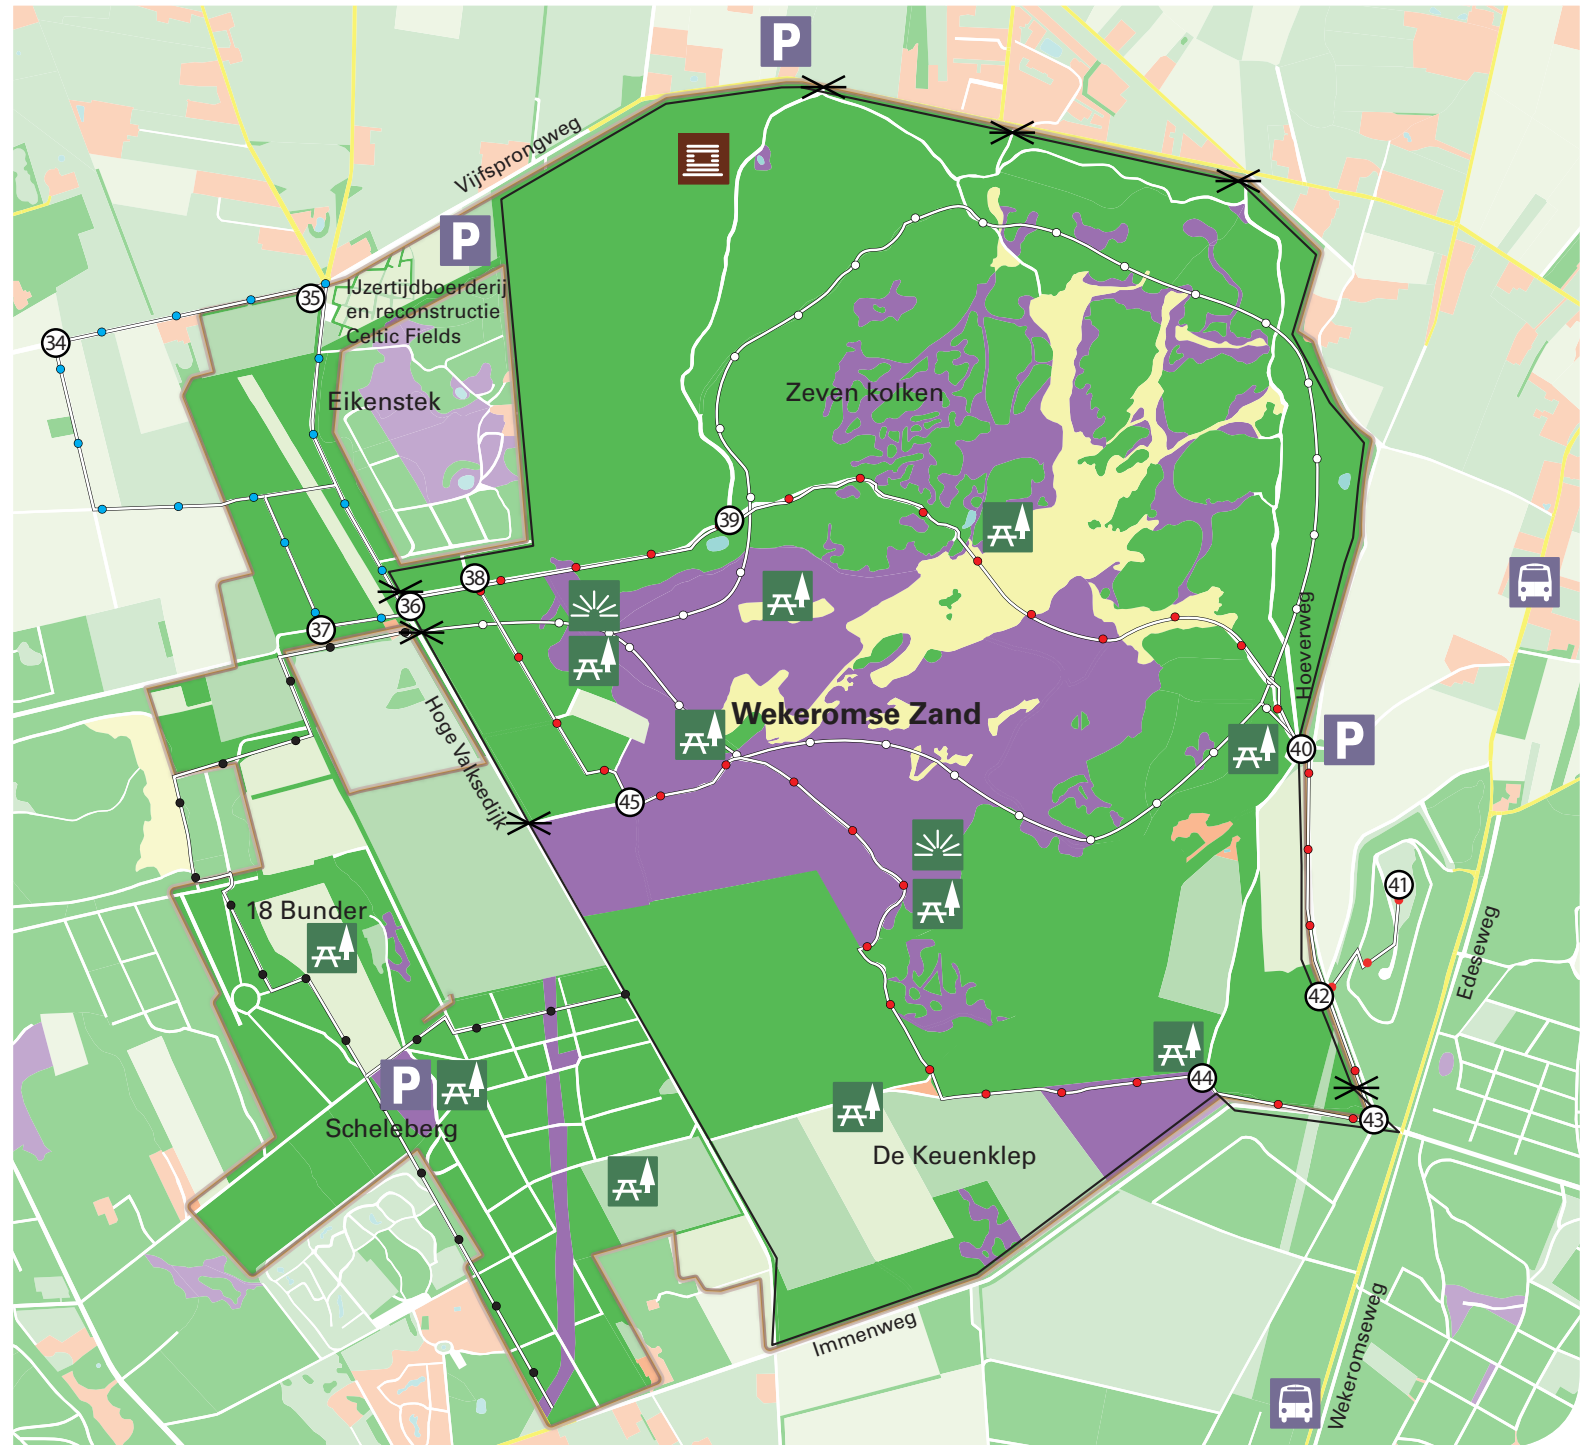 P
Vijfsprongweg
P
35
IJzertijdboerderij
en reconstructie
Celtic Fields
34
Eikenstek
Zeven kolken
39
38
36
37
Hoeverweg
Hoge Valksedijk
Wekeromse Zand
40
P
45
41
18 Bunder
Edeseweg
42
P
44
43
Scheleberg
De Keuenklep
Immenweg
Wekeromseweg